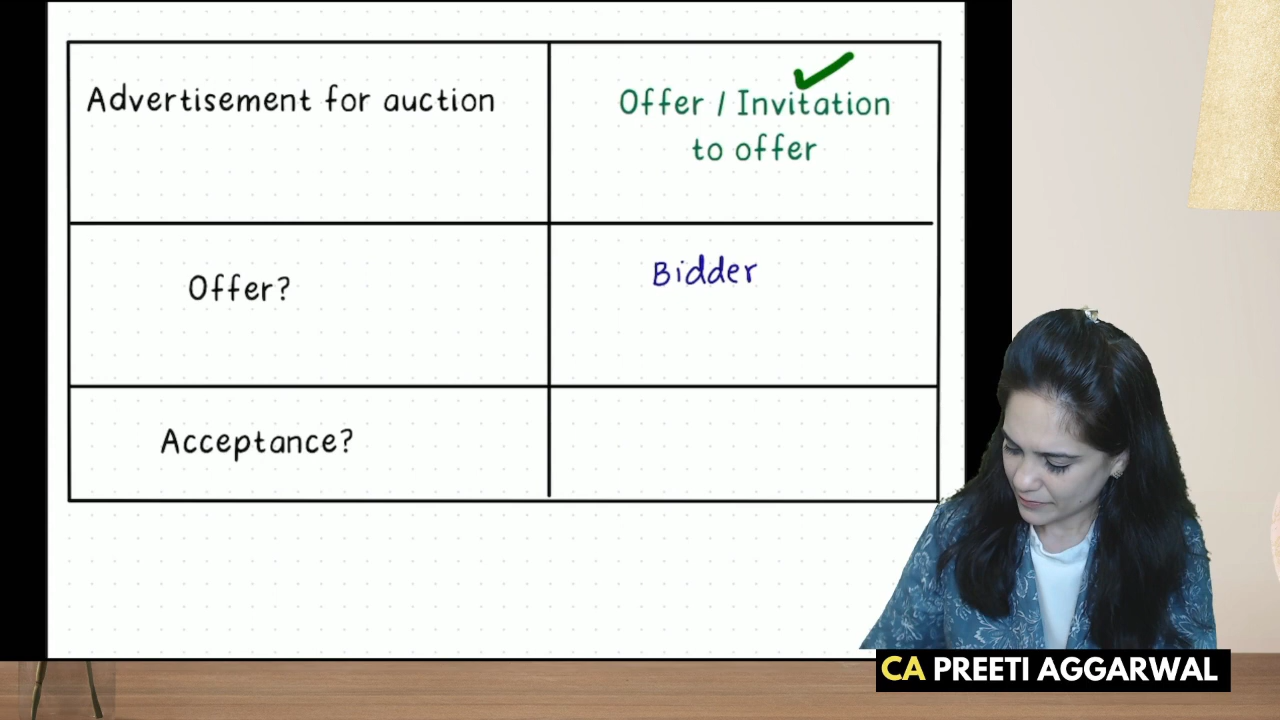 Advertisement for auction
Offer / Invitation
to offer
Offer?
Bidder
Acceptance?
CA PREETI AGGARWAL